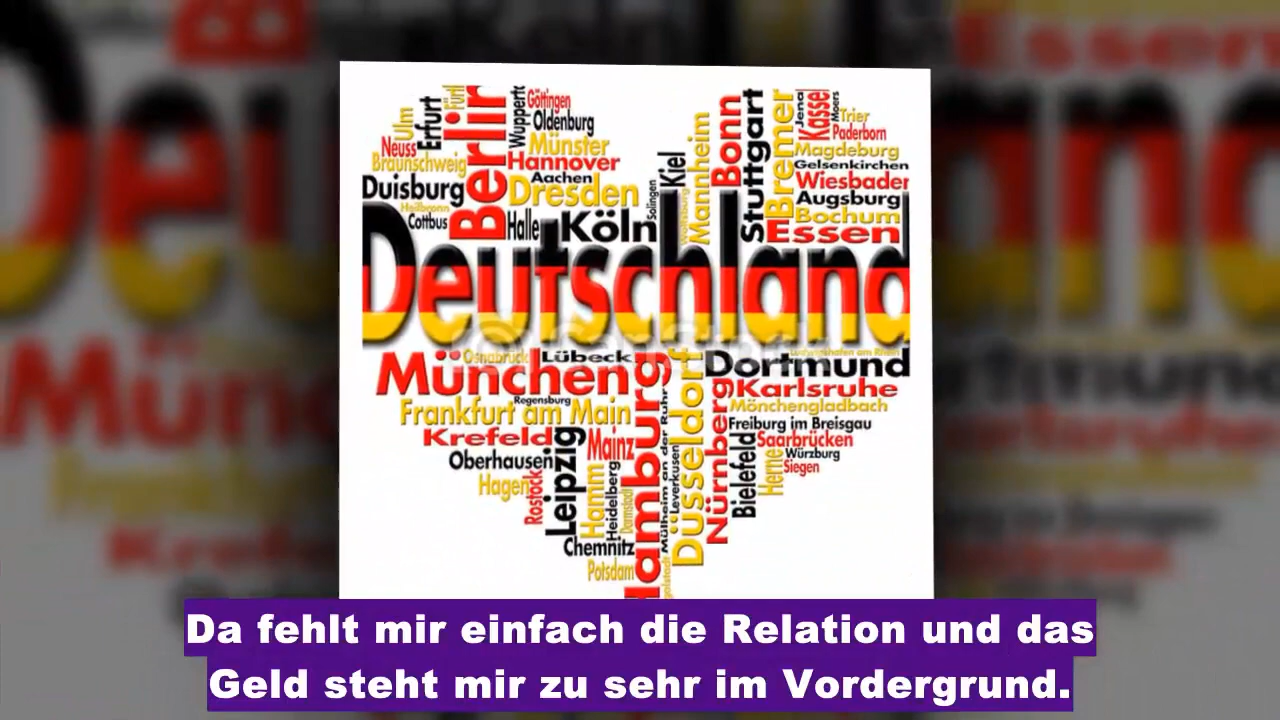 Göttingen
Ulm
Erfurt
Berlin
Oldenburg
Kiel
Mannheim
Bonn
Stuttgart
Bremer
Jena
Kassel
Moers
Trier
Neuss
Münster
Paderborn
Braunschweig
Hannover
Magdeburg
Gelsenkirchen
Duisburg
Aachen
Dresden
Solingen
Wiesbaden
Augsburg
Heilbronn
Cottbus
Halle
Köln
Bochum
Essen
Deutschland
Osnabrück
Lübeck
Ludwigshafen am Rhein
München
Dortmund
Regensburg
Karlsruhe
Frankfurt am Main
Mönchengladbach
Krefeld
Mainz
Hamburg
Mülheim an der Ruhr
Leverkusen
Düsseldorf
Nürnberg
Freiburg im Breisgau
Saarbrücken
Oberhausen
Leipzig
Bielefeld
Herne
Würzburg
Siegen
Hagen
Rostock
Hamm
Heidelberg
Darmstadt
Chemnitz
Potsdam
Da fehlt mir einfach die Relation und das
Geld steht mir zu sehr im Vordergrund.